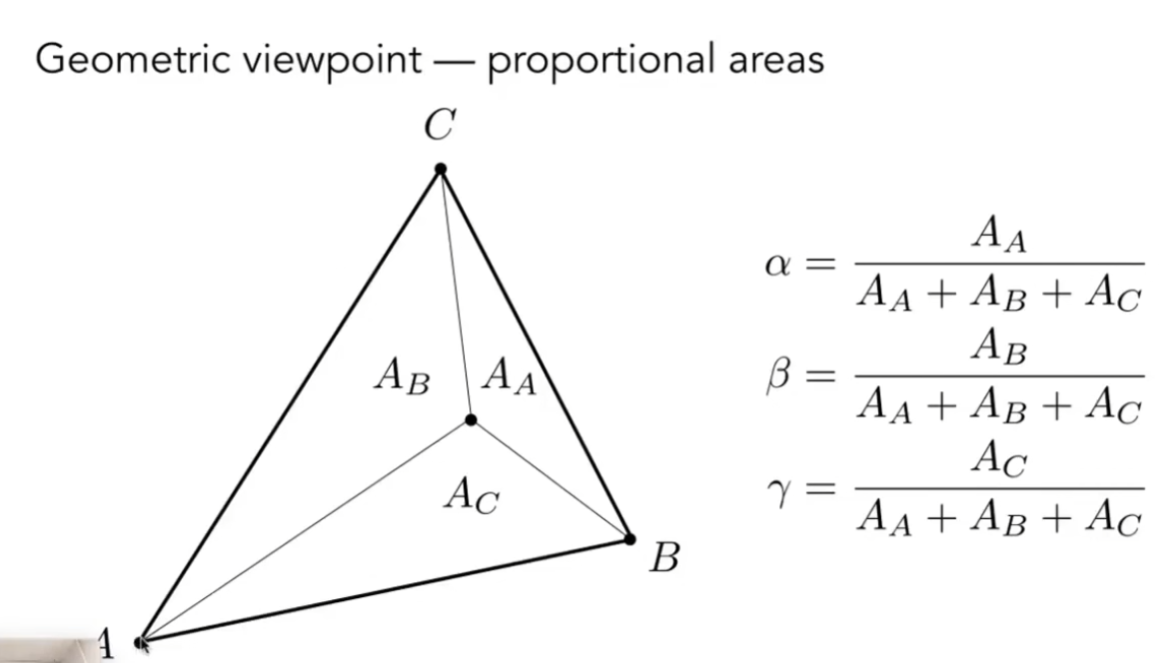 Geometric viewpoint — proportional areas
C
α = A_A / (A_A + A_B + A_C)
β = A_B / (A_A + A_B + A_C)
γ = A_C / (A_A + A_B + A_C)
A_B A_A
A_C
B
A